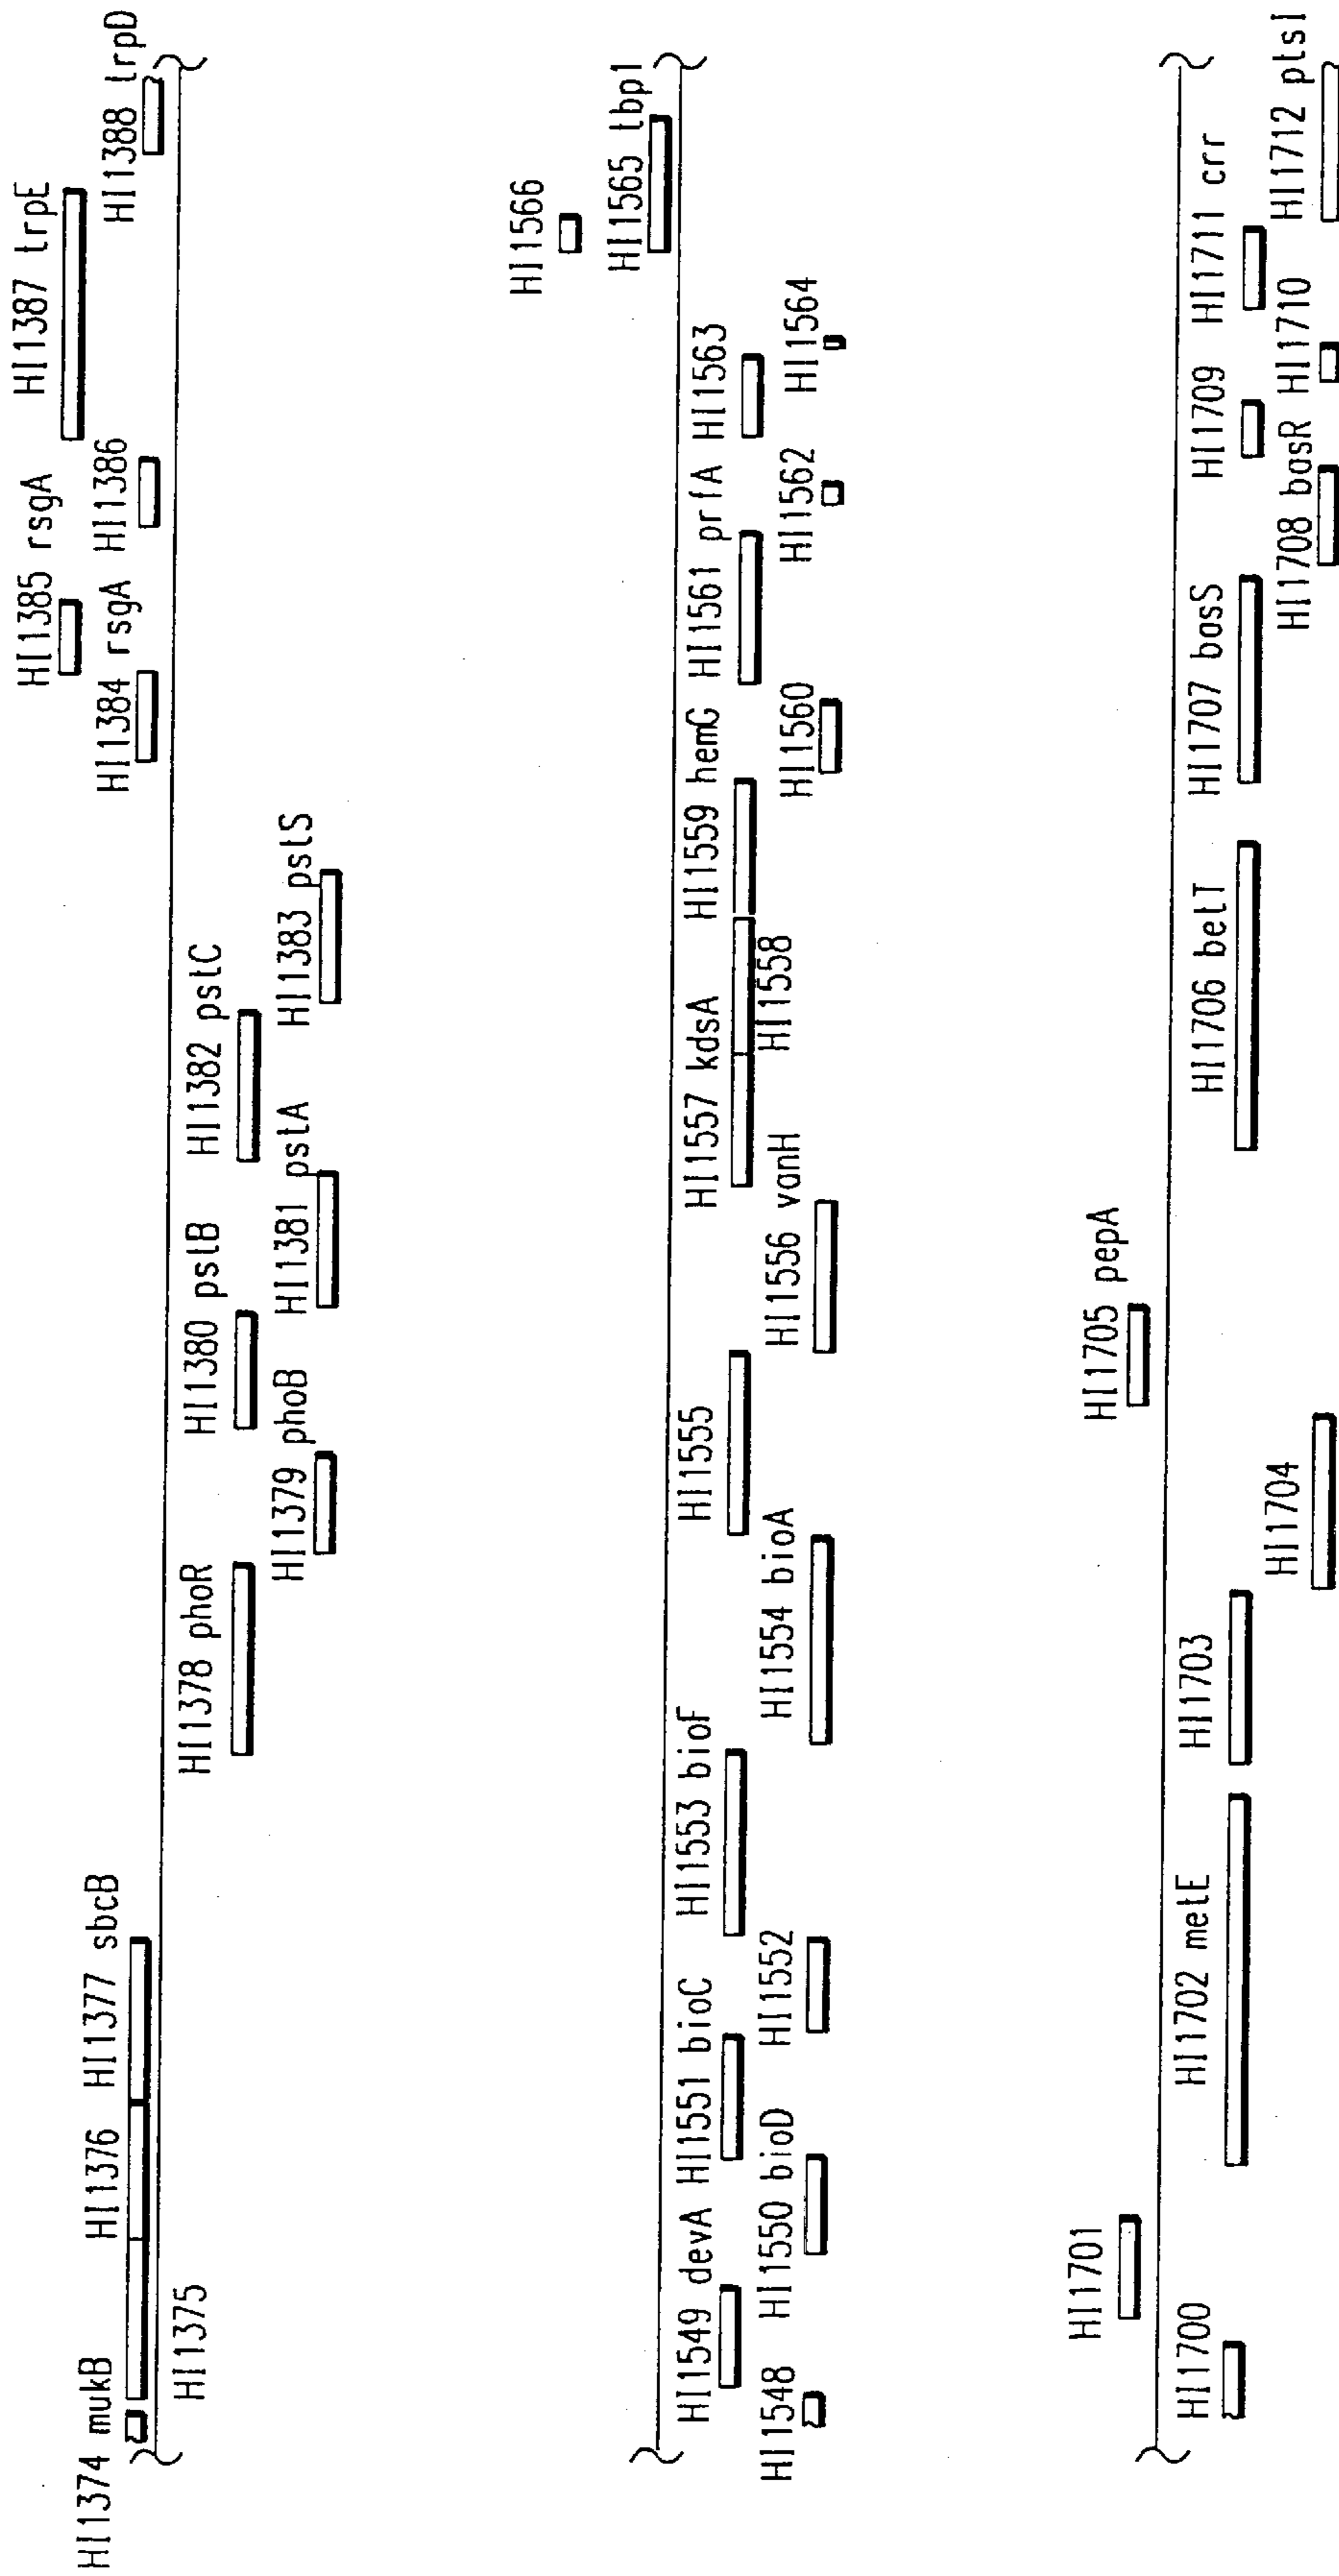 HI1374 mukB
HI1375
HI1376
HI1377 sbcB
HI1378 phoR
HI1379 phoB
HI1380 pstB
HI1381 pstA
HI1382 pstC
HI1383 pstS
HI1384 rsgA
HI1385 rsgA
HI1386
HI1387 trpE
HI1388 trpD
HI1548
HI1549 devA
HI1550 bioD
HI1551 bioC
HI1552
HI1553 bioF
HI1554 bioA
HI1555
HI1556 vanH
HI1557 kdsA
HI1558
HI1559 hemG
HI1560
HI1561 prfA
HI1562
HI1563
HI1564
HI1565 tbp1
HI1566
HI1700
HI1701
HI1702 metE
HI1703
HI1704
HI1705 pepA
HI1706 betT
HI1707 basS
HI1708 basR
HI1709
HI1710
HI1711 crr
HI1712 ptsI